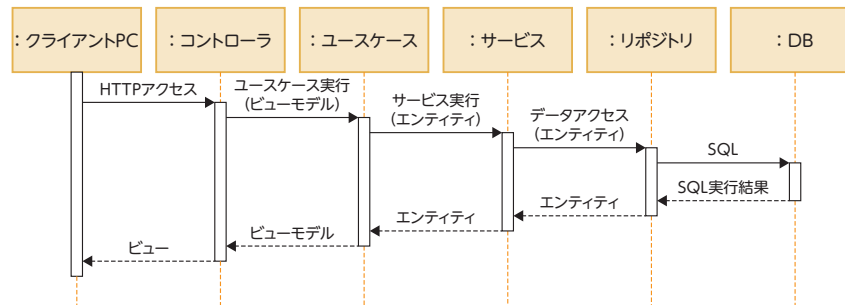 ：クライアントPC
：コントローラ
：ユースケース
：サービス
：リポジトリ
：DB
HTTPアクセス
ユースケース実行
(ビューモデル)
サービス実行
(エンティティ)
データアクセス
(エンティティ)
SQL
SQL実行結果
エンティティ
エンティティ
ビューモデル
ビュー